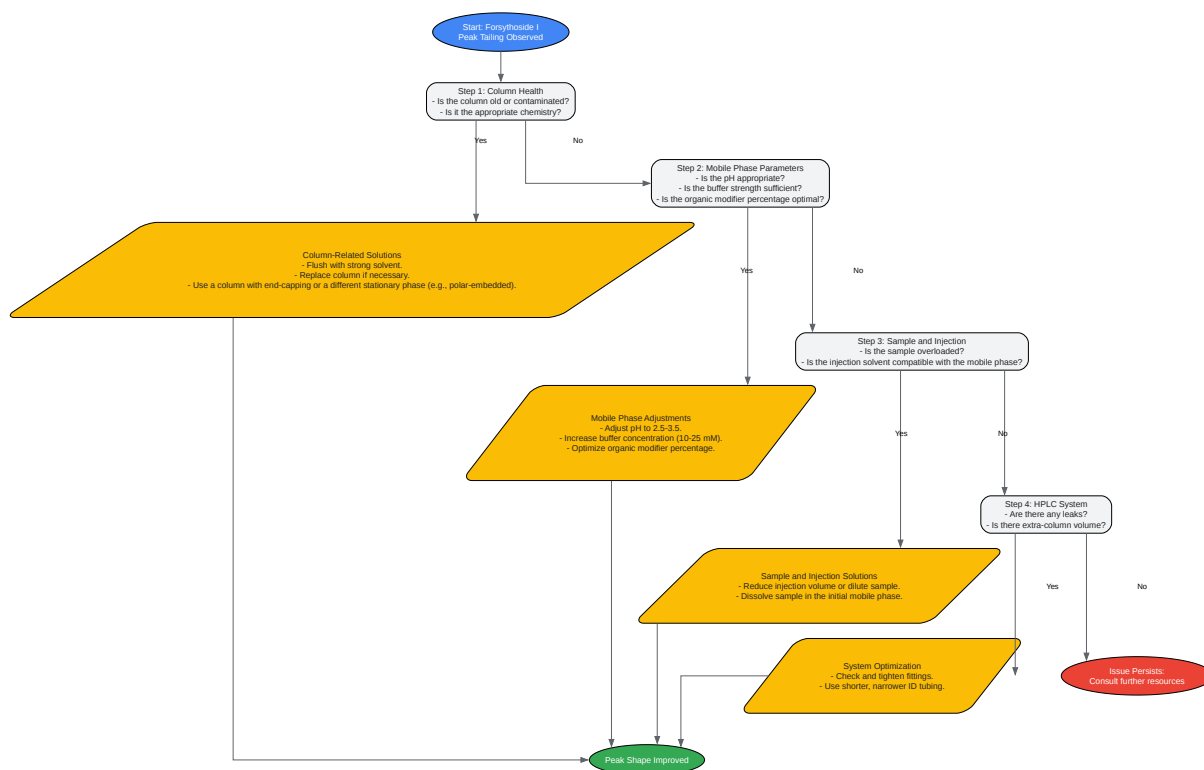 Start: Forsythoside I
Peak Tailing Observed
Step 1: Column Health
- Is the column old or contaminated?
- Is it the appropriate chemistry?
Yes
No
Step 2: Mobile Phase Parameters
- Is the pH appropriate?
- Is the buffer strength sufficient?
- Is the organic modifier percentage optimal?
Column-Related Solutions
- Flush with strong solvent.
- Replace column if necessary.
- Use a column with end-capping or a different stationary phase (e.g., polar-embedded).
Yes
No
Step 3: Sample and Injection
- Is the sample overloaded?
- Is the injection solvent compatible with the mobile phase?
Mobile Phase Adjustments
- Adjust pH to 2.5-3.5.
- Increase buffer concentration (10-25 mM).
- Optimize organic modifier percentage.
Yes
No
Step 4: HPLC System
- Are there any leaks?
- Is there extra-column volume?
Sample and Injection Solutions
- Reduce injection volume or dilute sample.
- Dissolve sample in the initial mobile phase.
Yes
No
System Optimization
- Check and tighten fittings.
- Use shorter, narrower ID tubing.
Issue Persists:
Consult further resources
Peak Shape Improved